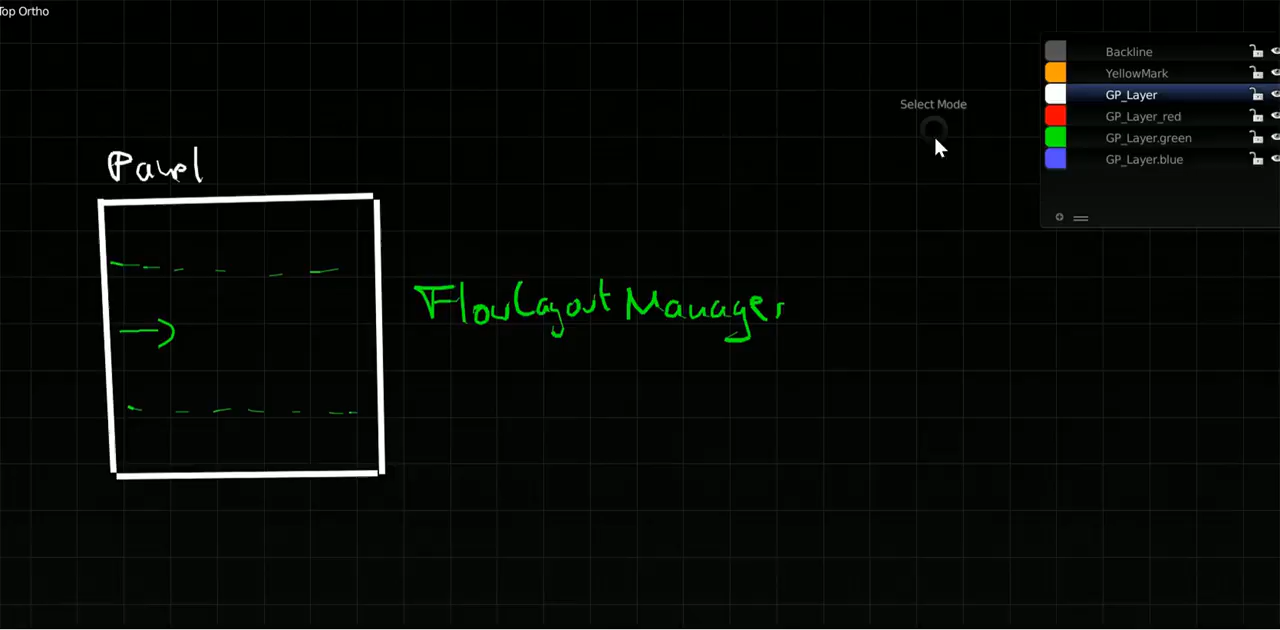 Top Ortho
Backline
YellowMark
GP_Layer
Select Mode
GP_Layer_red
GP_Layer.green
GP_Layer.blue
Panel
FlowLayout Manager